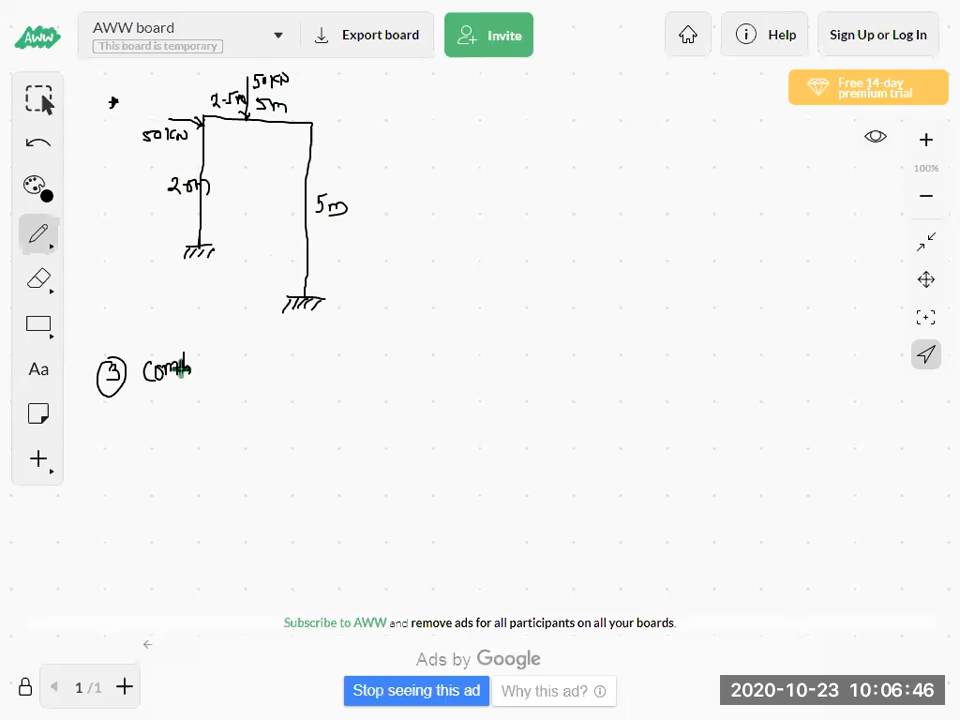 AWW
AWW board
This board is temporary
Export board
Invite
Help
Sign Up or Log In
Free 14-day
premium trial
50KN
2.5m
5m
50KN
100%
5m
3
Aa
Subscribe to AWW and remove ads for all participants on all your boards.
Ads by Google
Stop seeing this ad
Why this ad?
1 /1
2020-10-23 10:06:46